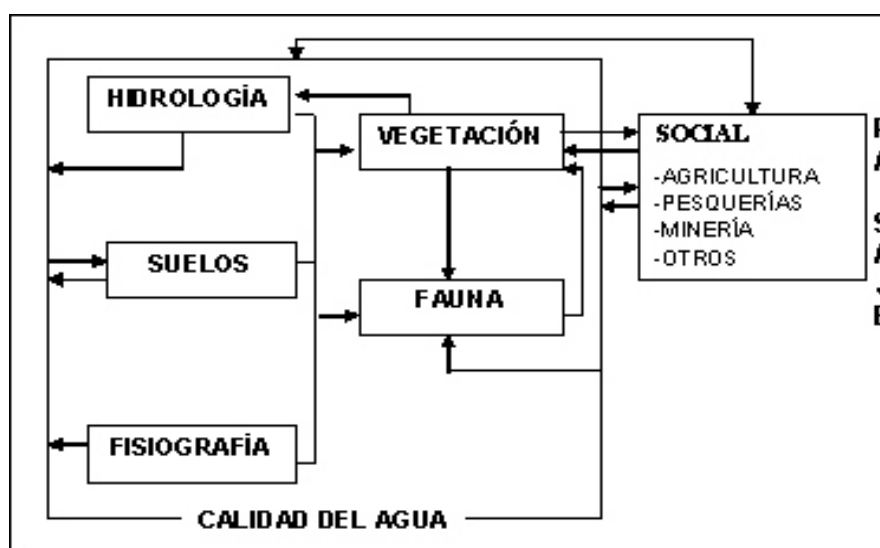 HIDROLOGÍA
VEGETACIÓN
SOCIAL
-AGRICULTURA
-PESQUERÍAS
-MINERÍA
-OTROS
SUELOS
FAUNA
FISIOGRAFÍA
CALIDAD DEL AGUA